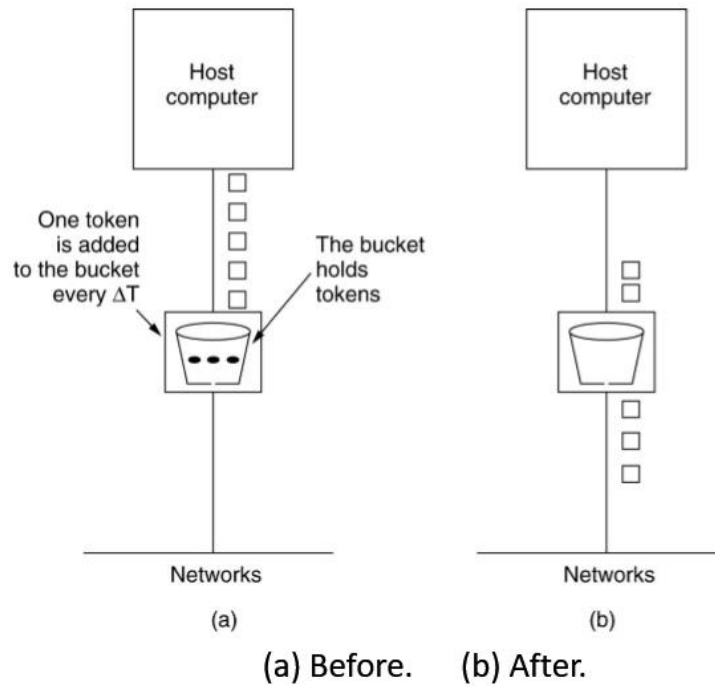 Host
computer
Host
computer
One token
is added
to the bucket
every ΔT
The bucket
holds
tokens
Networks
Networks
(a)
(b)
(a) Before. (b) After.